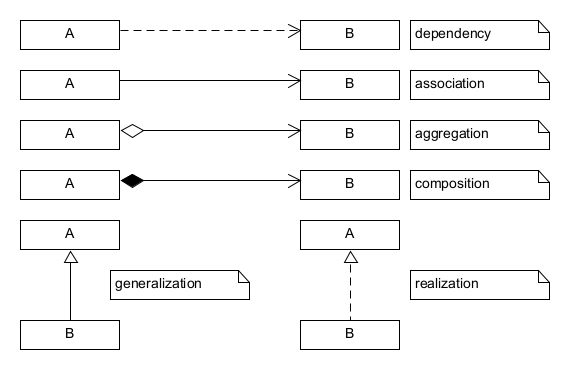 A B dependency
A B association
A B aggregation
A B composition
A A
generalization realization
B B